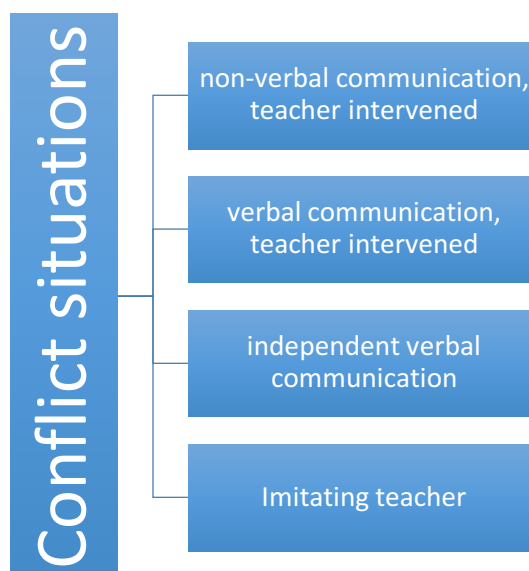 Conflict situations
non-verbal communication,
teacher intervened
verbal communication,
teacher intervened
independent verbal
communication
Imitating teacher